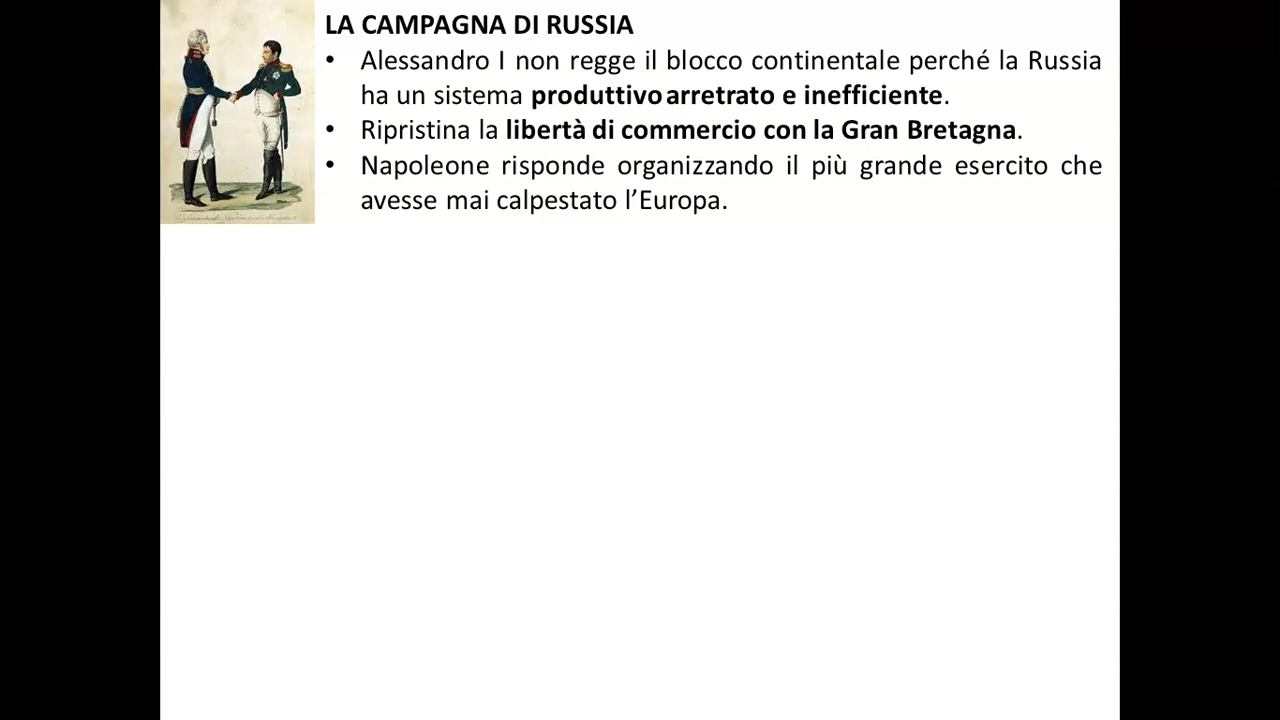 LA CAMPAGNA DI RUSSIA
• Alessandro I non regge il blocco continentale perché la Russia
ha un sistema produttivo arretrato e inefficiente.
• Ripristina la libertà di commercio con la Gran Bretagna.
• Napoleone risponde organizzando il più grande esercito che
avesse mai calpestato l’Europa.